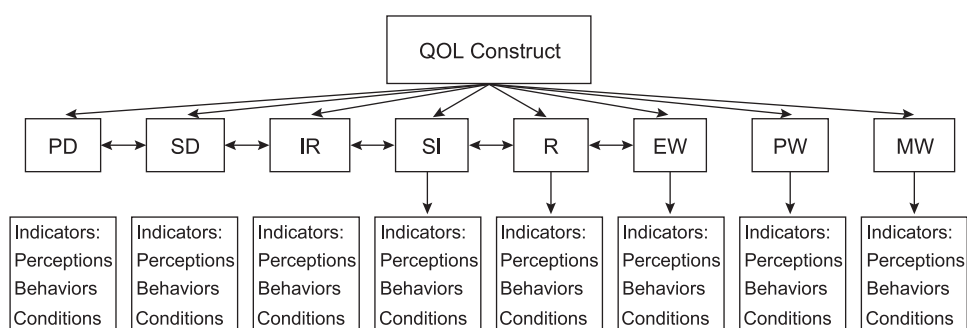 QOL Construct
PD SD IR SI R EW PW MW
Indicators: Indicators: Indicators: Indicators: Indicators: Indicators: Indicators: Indicators:
Perceptions Perceptions Perceptions Perceptions Perceptions Perceptions Perceptions Perceptions
Behaviors Behaviors Behaviors Behaviors Behaviors Behaviors Behaviors Behaviors
Conditions Conditions Conditions Conditions Conditions Conditions Conditions Conditions